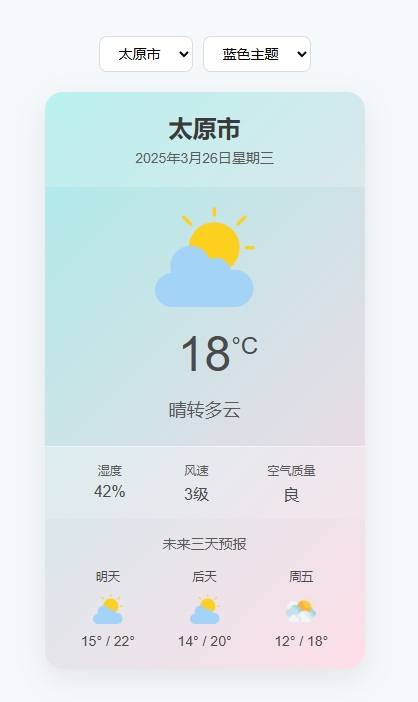 太原市 蓝色主题
太原市
2025年3月26日星期三
18°C
晴转多云
湿度 风速 空气质量
42% 3级 良
未来三天预报
明天 后天 周五
15° / 22° 14° / 20° 12° / 18°